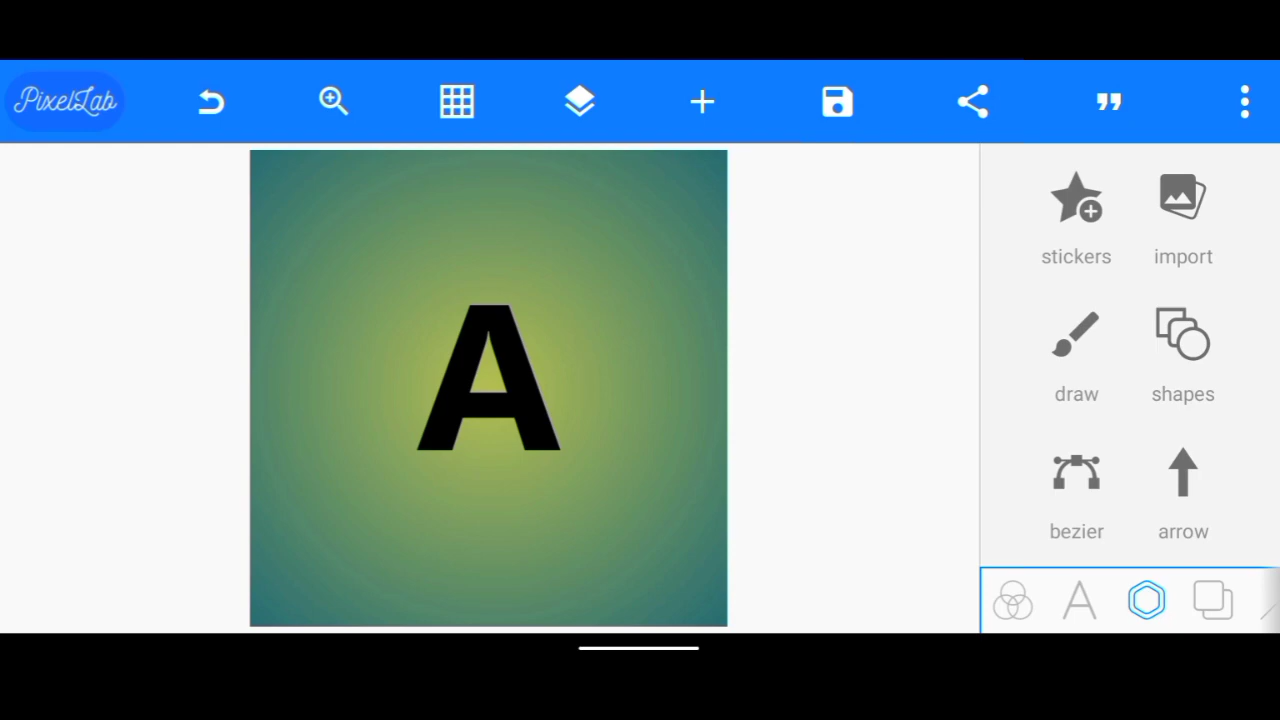 PixelLab
A
stickers import
draw shapes
bezier arrow